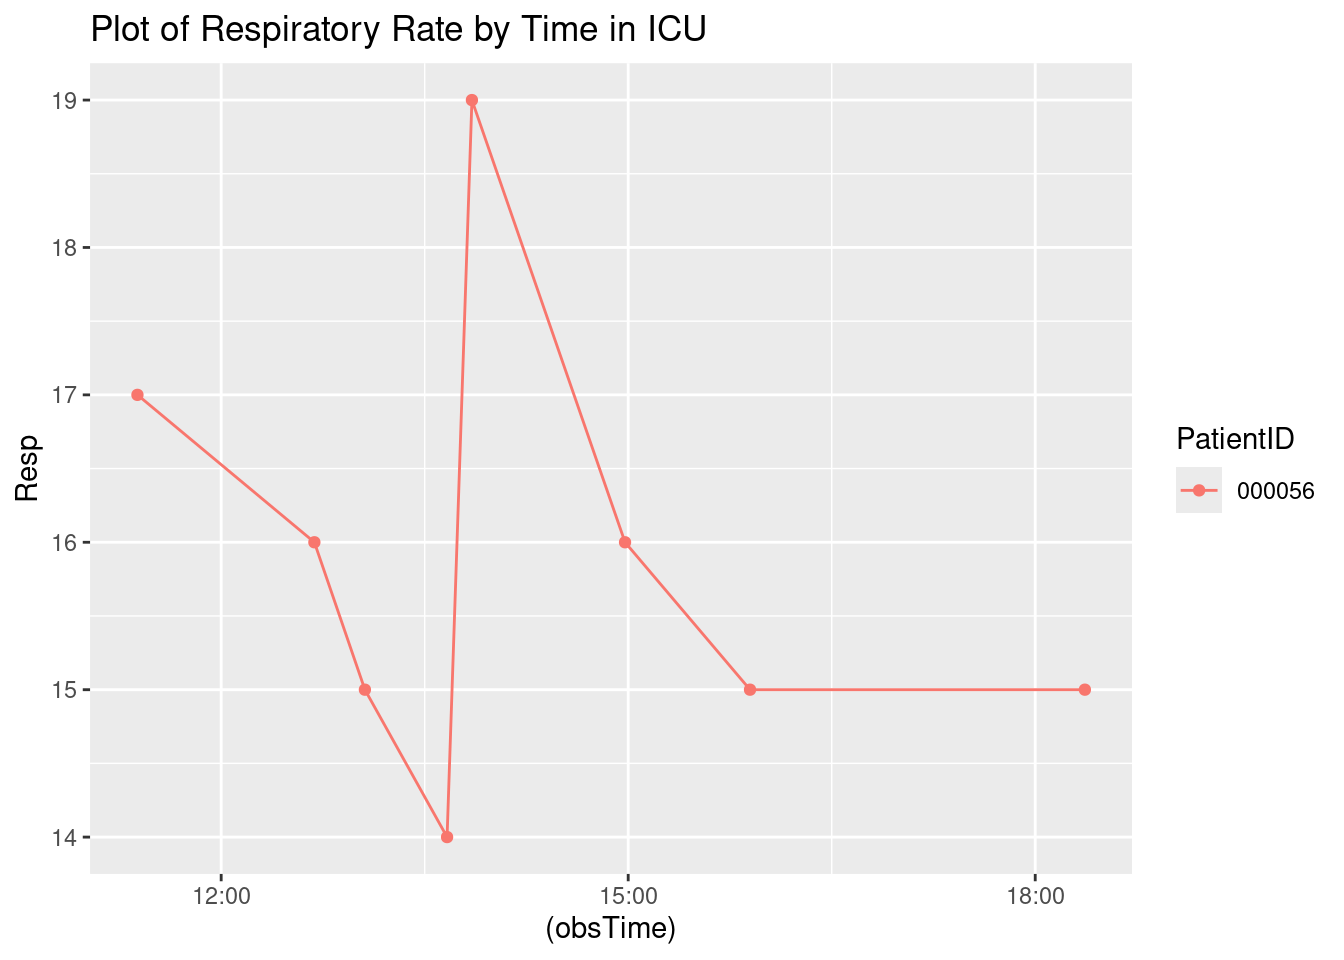 Plot of Respiratory Rate by Time in ICU
19
18
17
16
15
14
Resp
12:00 15:00 18:00
(obsTime)
PatientID
000056